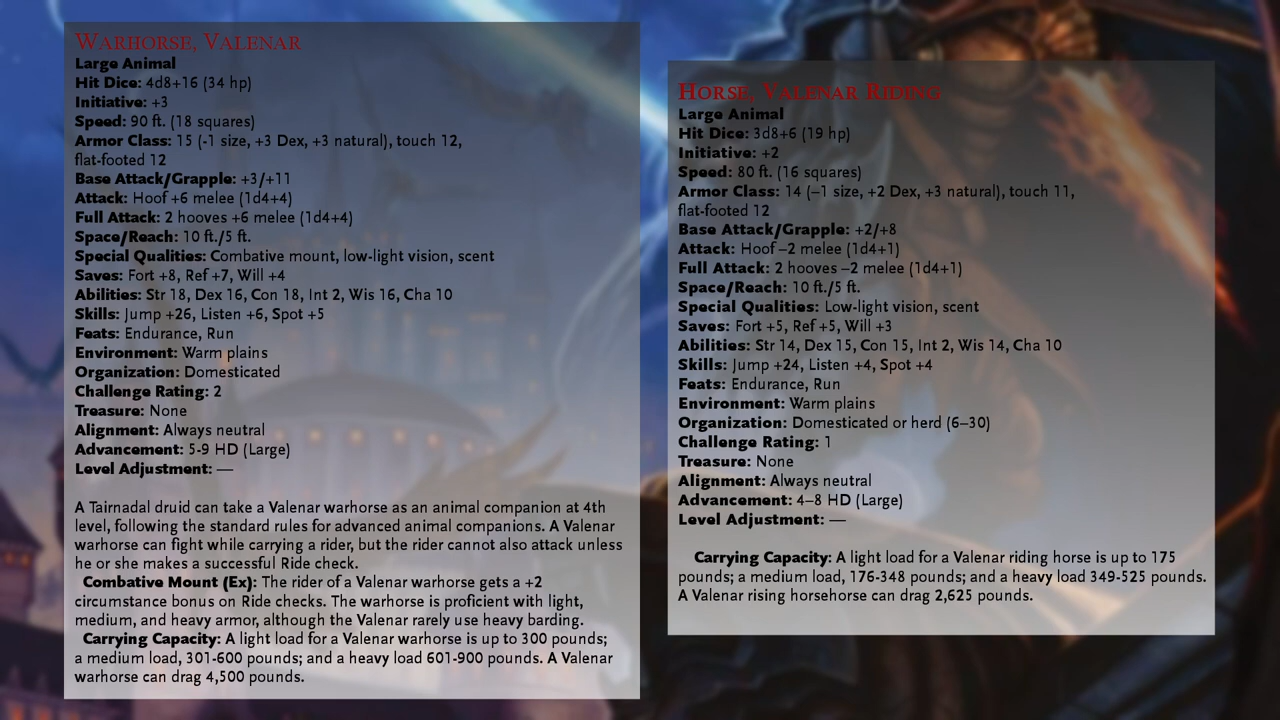 WARHORSE, VALENAR
Large Animal
Hit Dice: 4d8+16 (34 hp)
Initiative: +3
Speed: 90 ft. (18 squares)
Armor Class: 15 (-1 size, +3 Dex, +3 natural), touch 12,
flat-footed 12
Base Attack/Grapple: +3/+11
Attack: Hoof +6 melee (1d4+4)
Full Attack: 2 hooves +6 melee (1d4+4)
Space/Reach: 10 ft./5 ft.
Special Qualities: Combative mount, low-light vision, scent
Saves: Fort +8, Ref +7, Will +4
Abilities: Str 18, Dex 16, Con 18, Int 2, Wis 16, Cha 10
Skills: Jump +26, Listen +6, Spot +5
Feats: Endurance, Run
Environment: Warm plains
Organization: Domesticated
Challenge Rating: 2
Treasure: None
Alignment: Always neutral
Advancement: 5-9 HD (Large)
Level Adjustment: —
A Tairnadal druid can take a Valenar warhorse as an animal companion at 4th
level, following the standard rules for advanced animal companions. A Valenar
warhorse can fight while carrying a rider, but the rider cannot also attack unless
he or she makes a successful Ride check.
Combative Mount (Ex): The rider of a Valenar warhorse gets a +2
circumstance bonus on Ride checks. The warhorse is proficient with light,
medium, and heavy armor, although the Valenar rarely use heavy barding.
Carrying Capacity: A light load for a Valenar warhorse is up to 300 pounds;
a medium load, 301-600 pounds; and a heavy load 601-900 pounds. A Valenar
warhorse can drag 4,500 pounds.
HORSE, VALENAR RIDING
Large Animal
Hit Dice: 3d8+6 (19 hp)
Initiative: +2
Speed: 80 ft. (16 squares)
Armor Class: 14 (–1 size, +2 Dex, +3 natural), touch 11,
flat-footed 12
Base Attack/Grapple: +2/+8
Attack: Hoof –2 melee (1d4+1)
Full Attack: 2 hooves –2 melee (1d4+1)
Space/Reach: 10 ft./5 ft.
Special Qualities: Low-light vision, scent
Saves: Fort +5, Ref +5, Will +3
Abilities: Str 14, Dex 15, Con 15, Int 2, Wis 14, Cha 10
Skills: Jump +24, Listen +4, Spot +4
Feats: Endurance, Run
Environment: Warm plains
Organization: Domesticated or herd (6–30)
Challenge Rating: 1
Treasure: None
Alignment: Always neutral
Advancement: 4–8 HD (Large)
Level Adjustment: —
Carrying Capacity: A light load for a Valenar riding horse is up to 175
pounds; a medium load, 176-348 pounds; and a heavy load 349-525 pounds.
A Valenar rising horsehorse can drag 2,625 pounds.